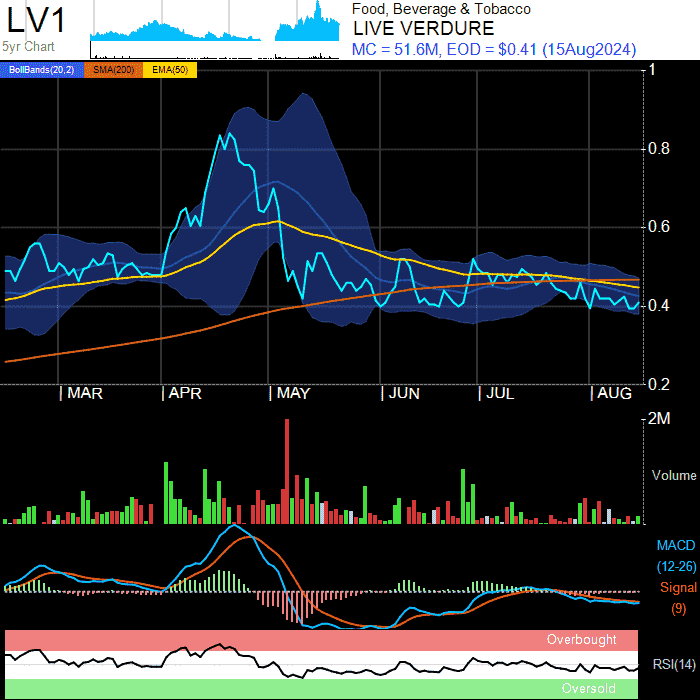 LV1
5yr Chart
Food, Beverage & Tobacco
LIVE VERDURE
MC = 51.6M, EOD = $0.41 (15Aug2024)
BollBands(20,2) SMA(200) EMA(50)
1
0.8
0.6
0.4
0.2
MAR APR MAY JUN JUL AUG
2M
Volume
MACD
(12-26)
Signal
(9)
Overbought
RSI(14)
Oversold